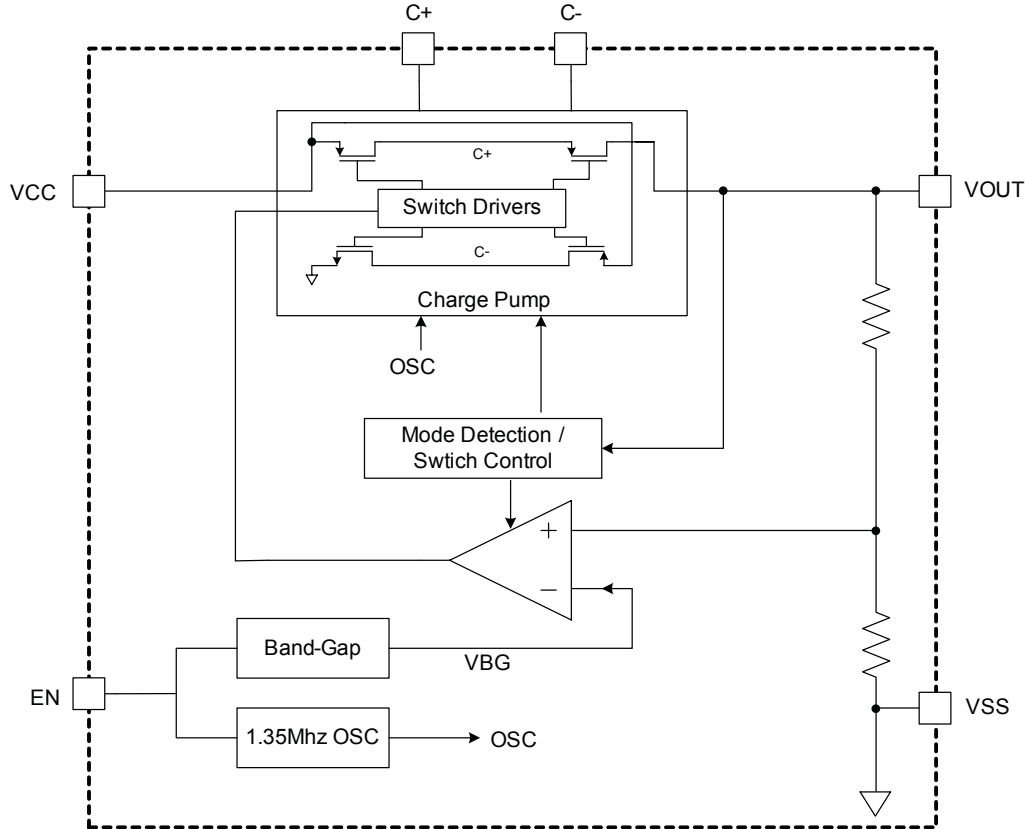 C+
C-
C+
VCC
VOUT
Switch Drivers
C-
Charge Pump
OSC
Mode Detection /
Swtich Control
+
−
Band-Gap
VBG
EN
VSS
1.35Mhz OSC
OSC